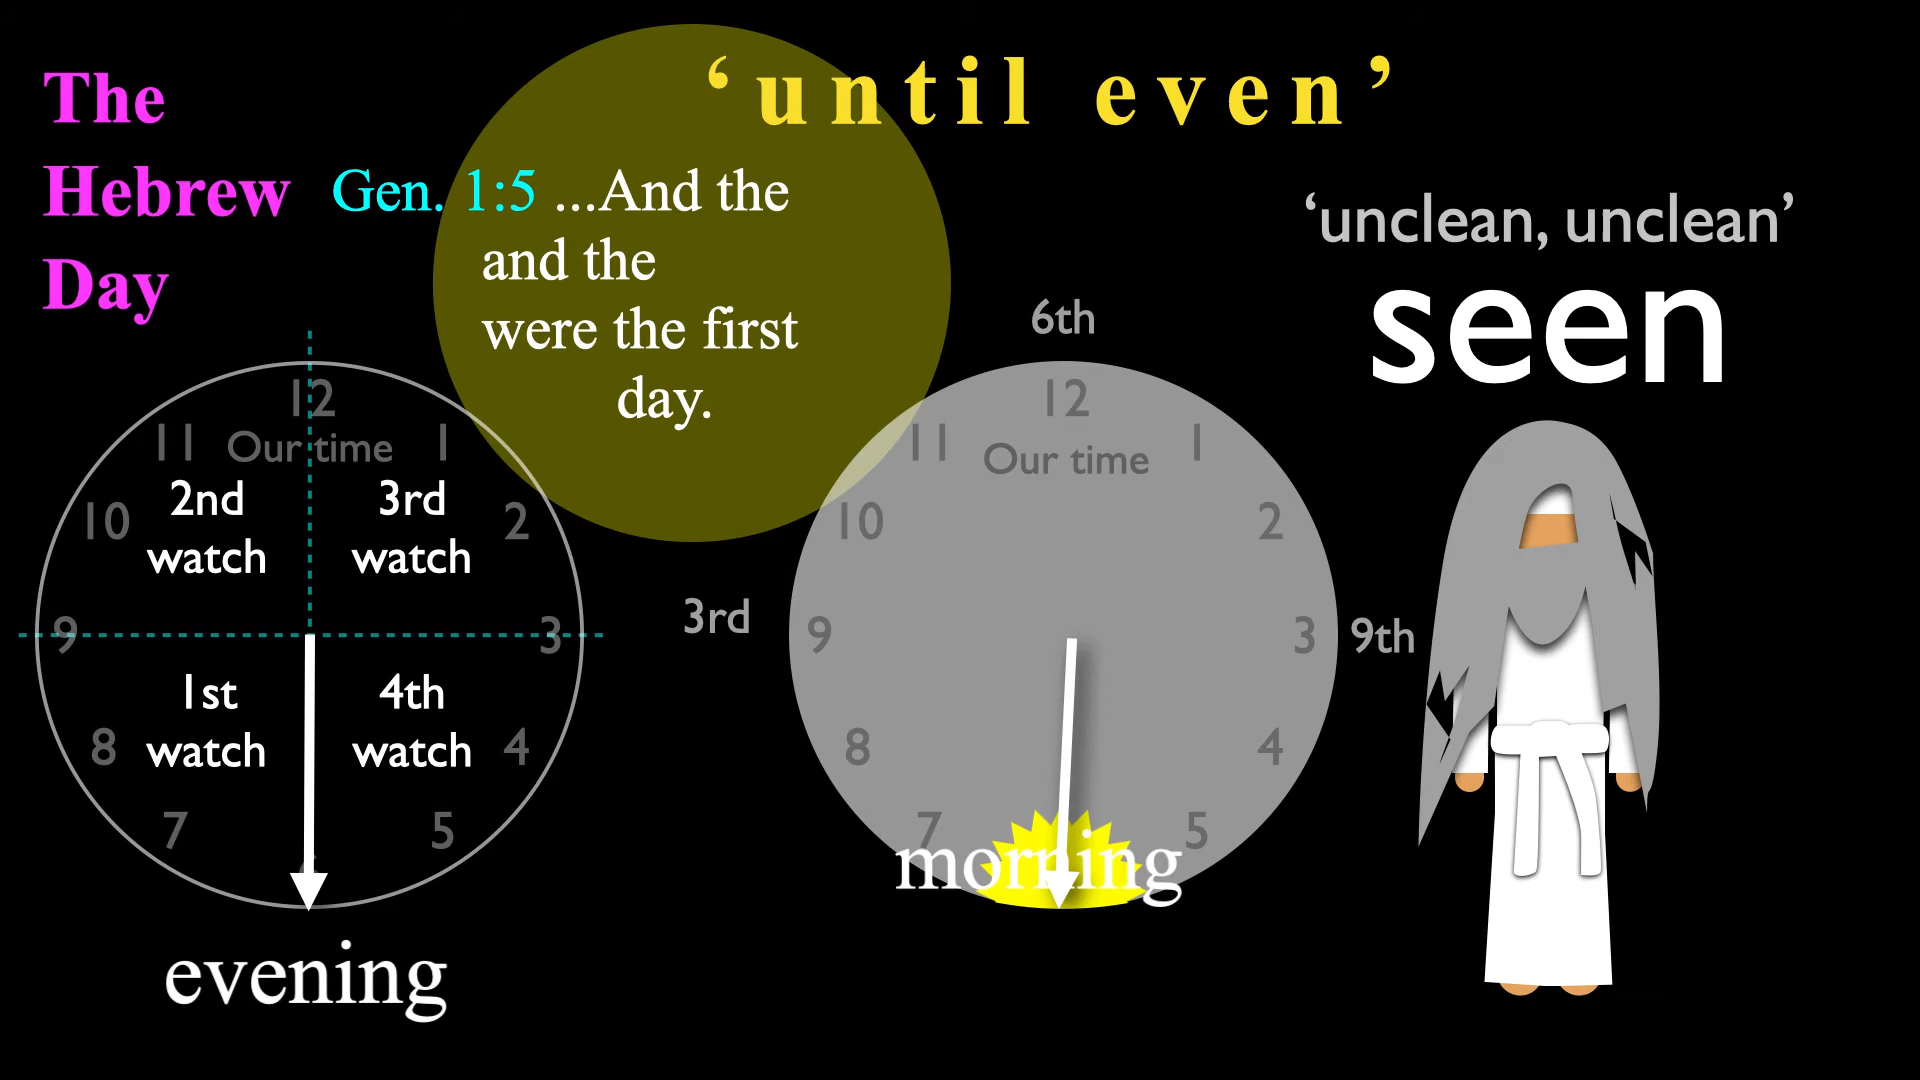 The
Hebrew
Day
‘until even’
Gen. 1:5 ...And the
and the
were the first
day.
‘unclean, unclean’
seen
12
11 Our time 1
2nd 3rd
10 2
watch watch
9 3
1st 4th
8 watch watch 4
7 5
evening
6th
12
11 Our time 1
10 2
3rd 9 3 9th
8 4
7 5
morning